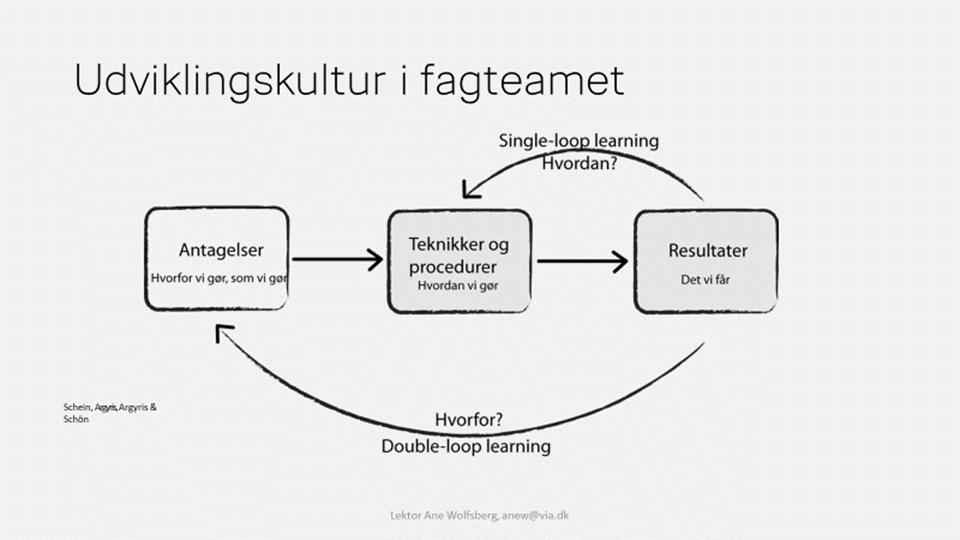 Udviklingskultur i fagteamet
Single-loop learning
Hvordan?
Antagelser
Hvorfor vi gør, som vi gør
Teknikker og
procedurer
Hvordan vi gør
Resultater
Det vi får
Schein, Argyris, Argyris &
Schön
Hvorfor?
Double-loop learning
Lektor Ane Wolfsberg, anew@via.dk